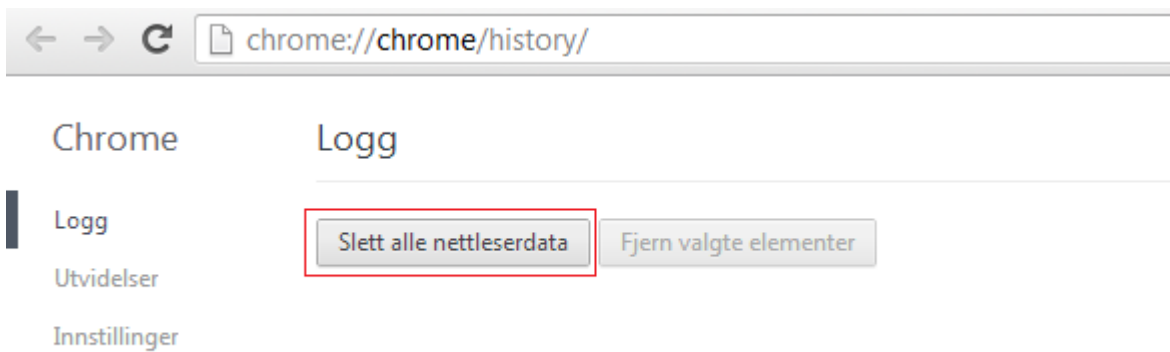 chrome://chrome/history/
Chrome
Logg
Logg
Slett alle nettleserdata
Fjern valgte elementer
Utvidelser
Innstillinger